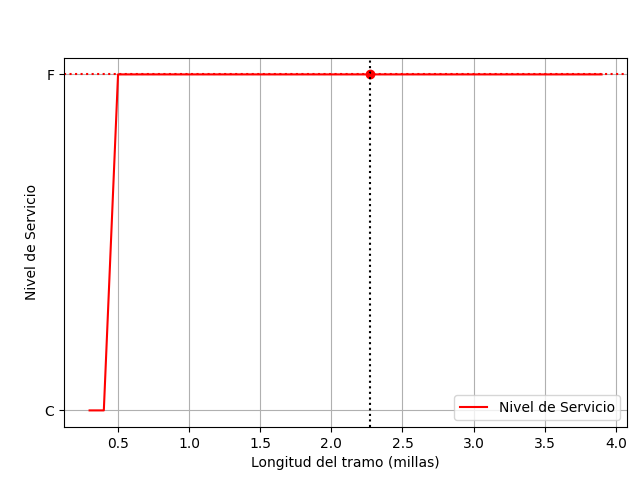 F
Nivel de Servicio
C
Nivel de Servicio
0.5 1.0 1.5 2.0 2.5 3.0 3.5 4.0
Longitud del tramo (millas)